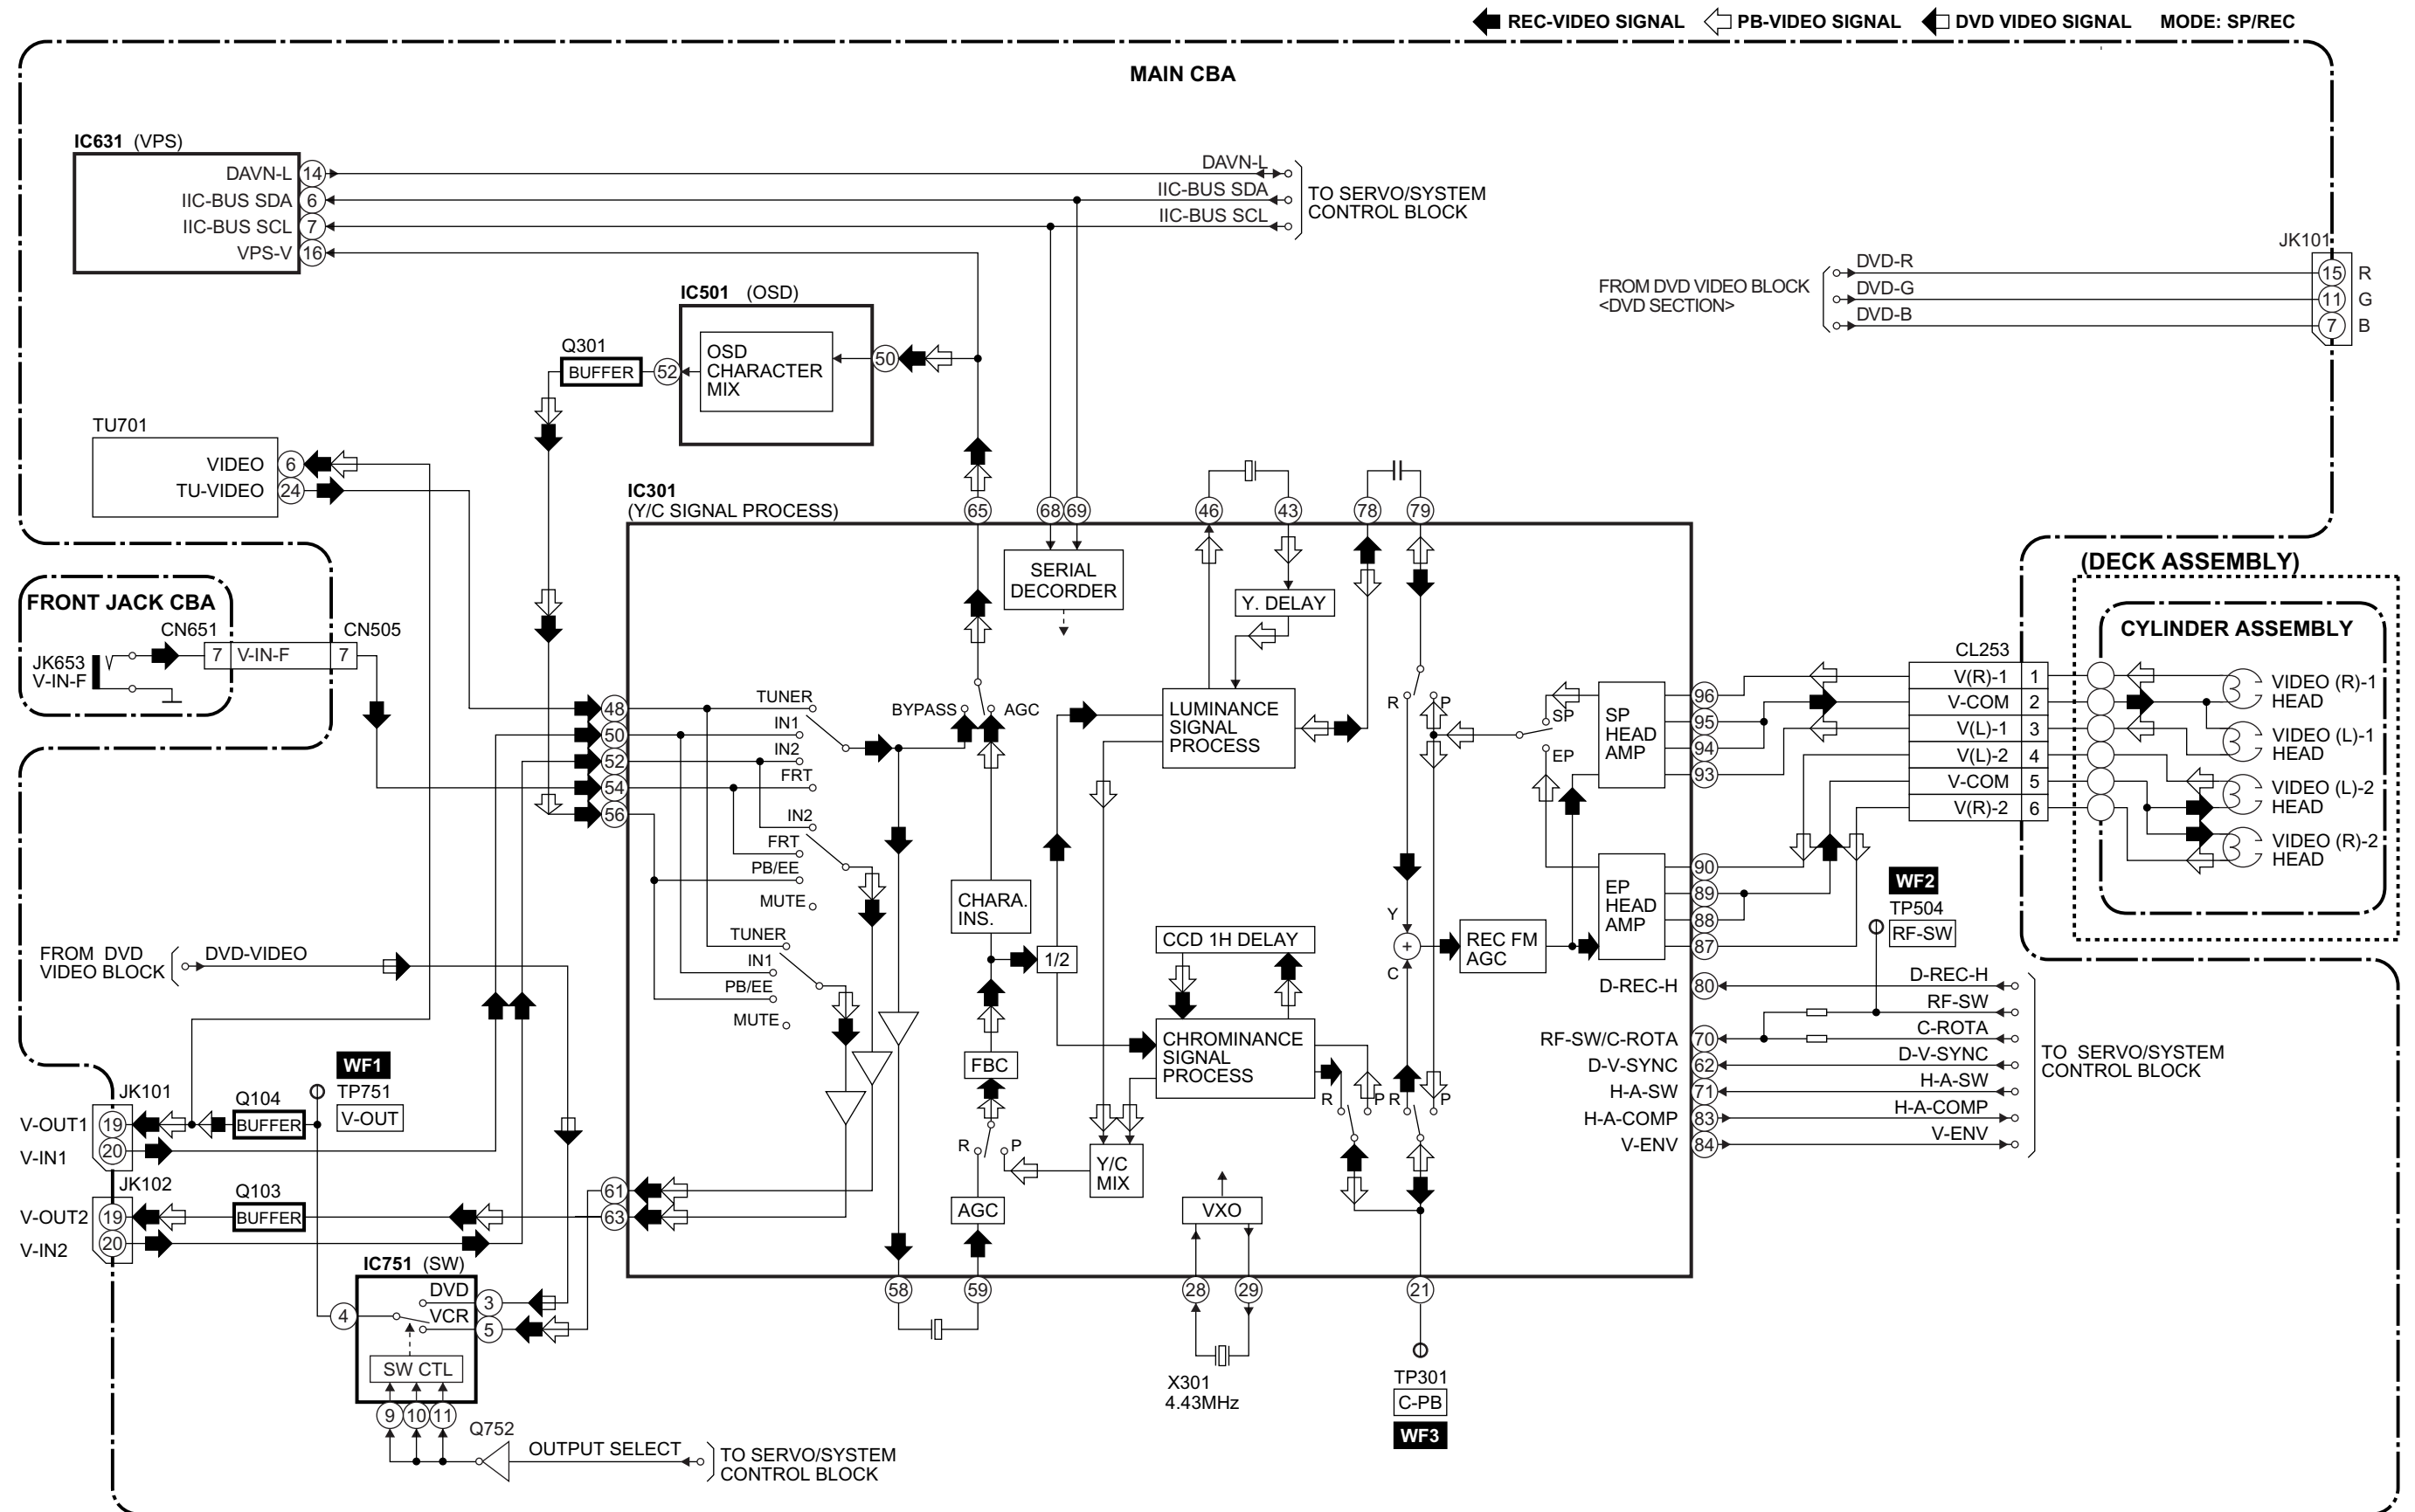 REC-VIDEO SIGNAL PB-VIDEO SIGNAL DVD VIDEO SIGNAL MODE: SP/REC
MAIN CBA
IC631 (VPS)
DAVN-L 14
IIC-BUS SDA 6
IIC-BUS SCL 7
VPS-V 16
DAVN-L
IIC-BUS SDA
IIC-BUS SCL
TO SERVO/SYSTEM
CONTROL BLOCK
JK101
FROM DVD VIDEO BLOCK
<DVD SECTION>
DVD-R
DVD-G
DVD-B
15 R
11 G
7 B
IC501 (OSD)
OSD
CHARACTER
MIX
50
52
Q301
BUFFER
TU701
VIDEO 6
TU-VIDEO 24
IC301
(Y/C SIGNAL PROCESS)
65
68
69
46
43
78
79
SERIAL
DECORDER
Y. DELAY
FRONT JACK CBA
CN651
CN505
JK653
V-IN-F
7 V-IN-F 7
48
50
52
54
56
TUNER
IN1
IN2
FRT
IN2
FRT
PB/EE
MUTE
TUNER
IN1
PB/EE
MUTE
BYPASS
AGC
LUMINANCE
SIGNAL
PROCESS
CHARA.
INS.
1/2
CCD 1H DELAY
CHROMINANCE
SIGNAL
PROCESS
FBC
R P
Y/C
MIX
AGC
VXO
R P
Y
+
C
R P
R P
REC FM
AGC
SP
EP
SP
HEAD
AMP
EP
HEAD
AMP
96
95
94
93
90
89
88
87
D-REC-H 80
RF-SW/C-ROTA 70
D-V-SYNC 62
H-A-SW 71
H-A-COMP 83
V-ENV 84
(DECK ASSEMBLY)
CYLINDER ASSEMBLY
CL253
V(R)-1 1
V-COM 2
V(L)-1 3
V(L)-2 4
V-COM 5
V(R)-2 6
VIDEO (R)-1
HEAD
VIDEO (L)-1
HEAD
VIDEO (L)-2
HEAD
VIDEO (R)-2
HEAD
WF2
TP504
RF-SW
D-REC-H
RF-SW
C-ROTA
D-V-SYNC
H-A-SW
H-A-COMP
V-ENV
TO SERVO/SYSTEM
CONTROL BLOCK
FROM DVD
VIDEO BLOCK
DVD-VIDEO
WF1
TP751
V-OUT
JK101
Q104
BUFFER
V-OUT1 19
V-IN1 20
JK102
Q103
BUFFER
V-OUT2 19
V-IN2 20
61
63
IC751 (SW)
DVD 3
VCR 5
4
SW CTL
9
10
11
Q752
OUTPUT SELECT
TO SERVO/SYSTEM
CONTROL BLOCK
58
59
28
29
21
X301
4.43MHz
TP301
C-PB
WF3